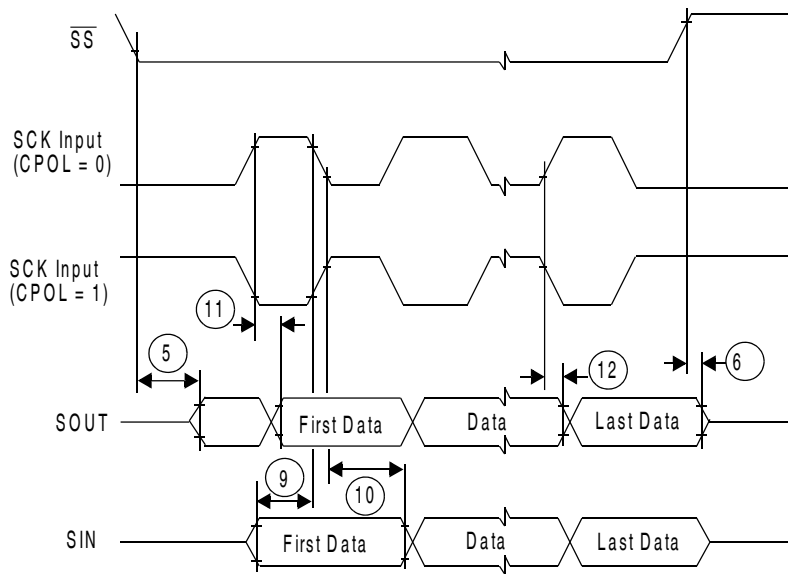 SS
SCK Input
(CPOL = 0)
SCK Input
(CPOL = 1)
11
5
12
6
SOUT
First Data
Data
Last Data
9
10
SIN
First Data
Data
Last Data